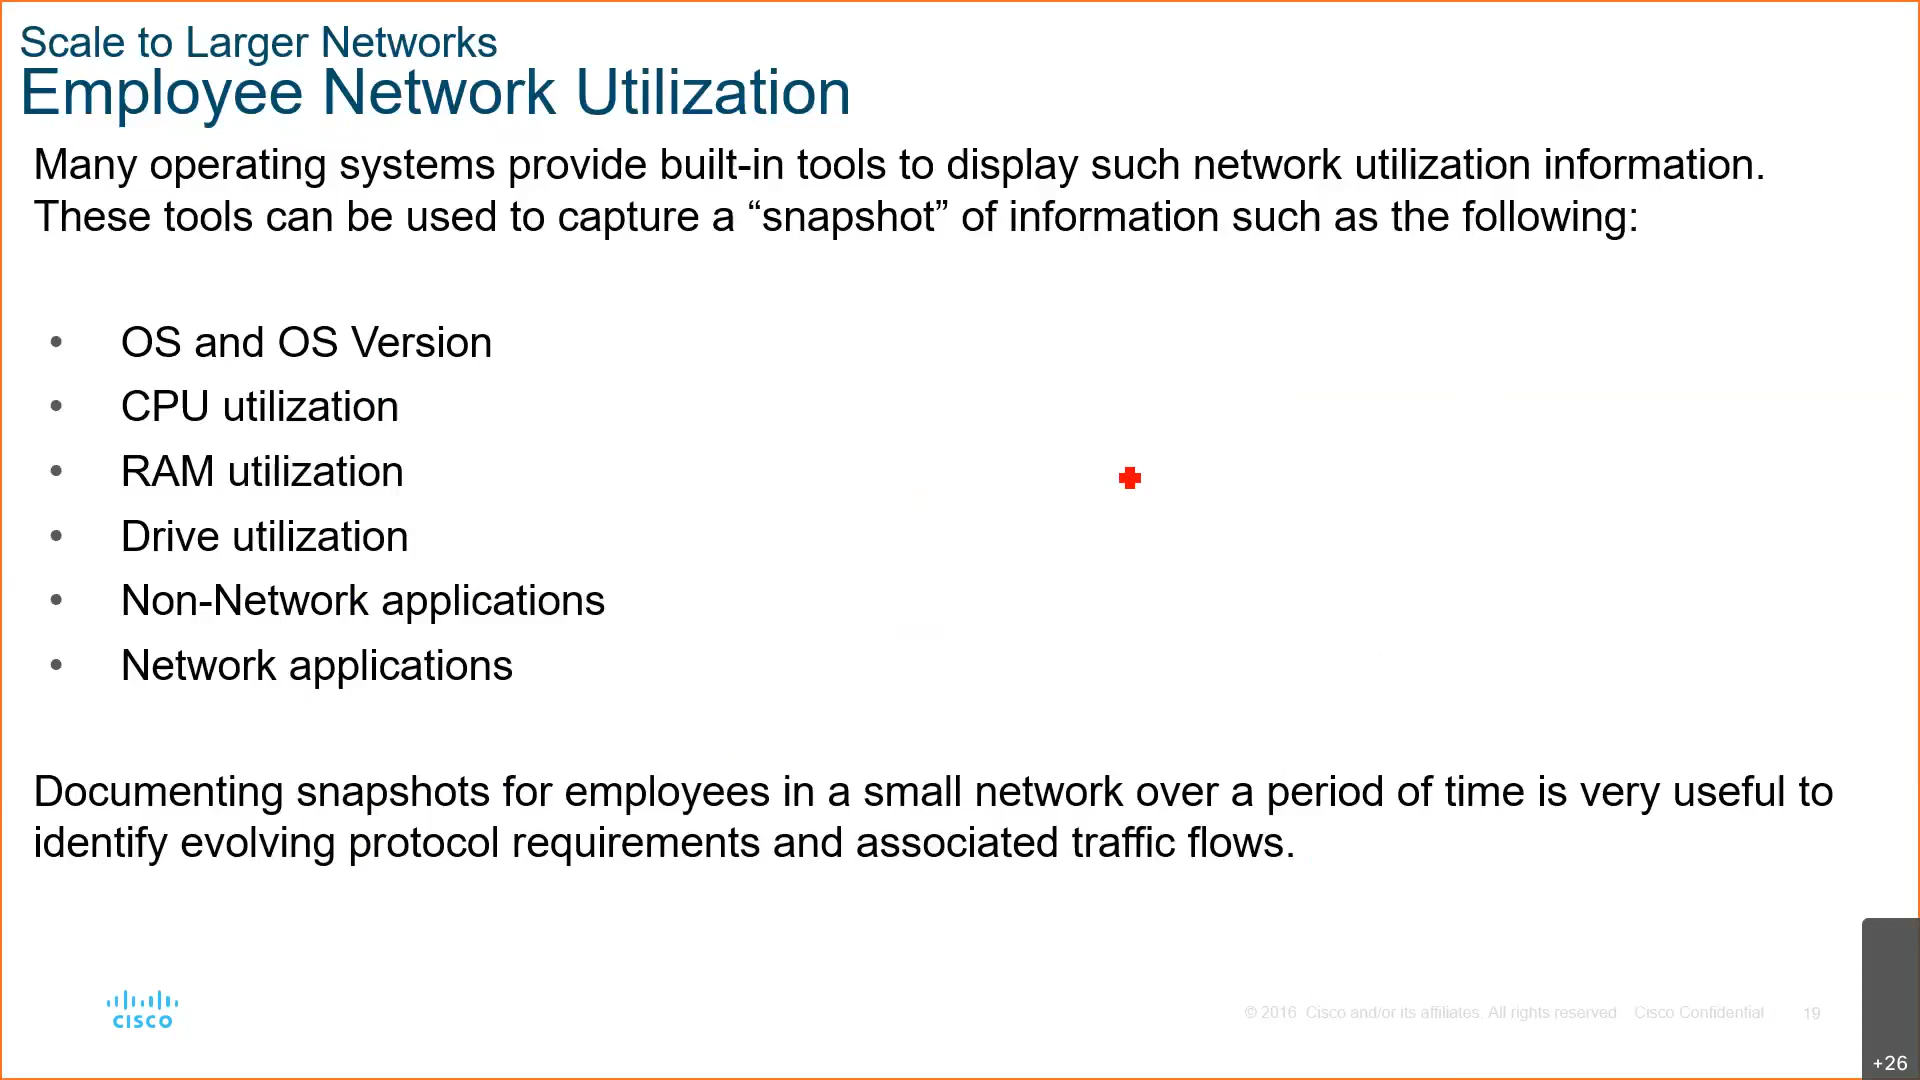 Scale to Larger Networks
Employee Network Utilization
Many operating systems provide built-in tools to display such network utilization information.
These tools can be used to capture a “snapshot” of information such as the following:
• OS and OS Version
• CPU utilization
• RAM utilization
• Drive utilization
• Non-Network applications
• Network applications
Documenting snapshots for employees in a small network over a period of time is very useful to
identify evolving protocol requirements and associated traffic flows.
CISCO
© 2016 Cisco and/or its affiliates. All rights reserved Cisco Confidential 19
+26